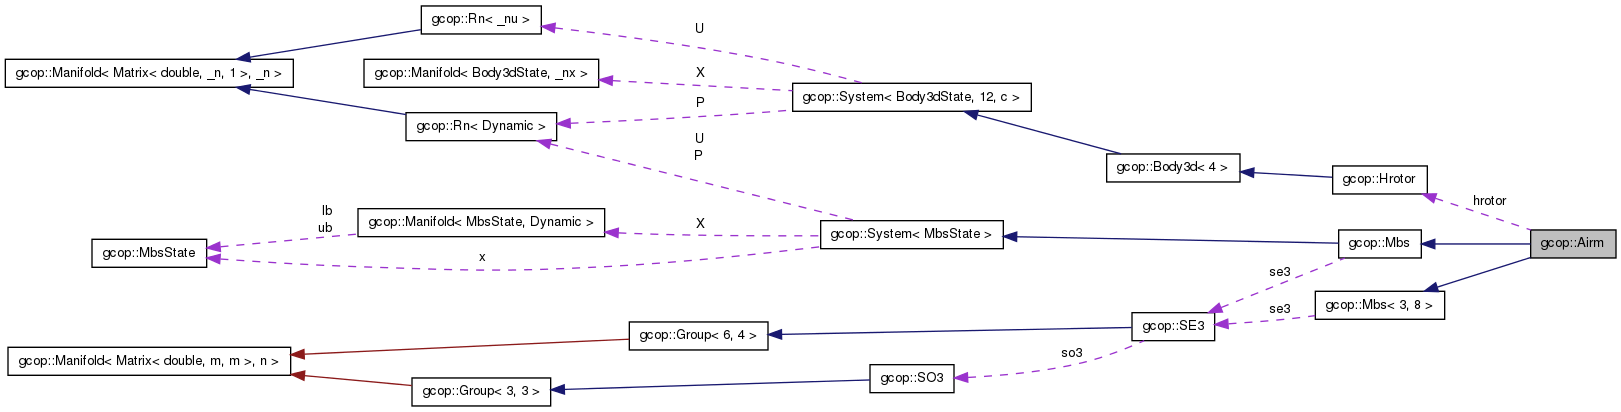 gcop::Rn< _nu >
U
gcop::Manifold< Matrix< double, _n, 1 >, _n >
gcop::Manifold< Body3dState, _nx >
X
gcop::System< Body3dState, 12, c >
P
gcop::Rn< Dynamic >
U
P
gcop::Body3d< 4 >
gcop::Hrotor
hrotor
lb
ub
gcop::Manifold< MbsState, Dynamic >
X
gcop::System< MbsState >
gcop::Mbs
gcop::Airm
gcop::MbsState
x
se3
gcop::Mbs< 3, 8 >
se3
gcop::SE3
gcop::Group< 6, 4 >
so3
gcop::Manifold< Matrix< double, m, m >, n >
gcop::SO3
gcop::Group< 3, 3 >